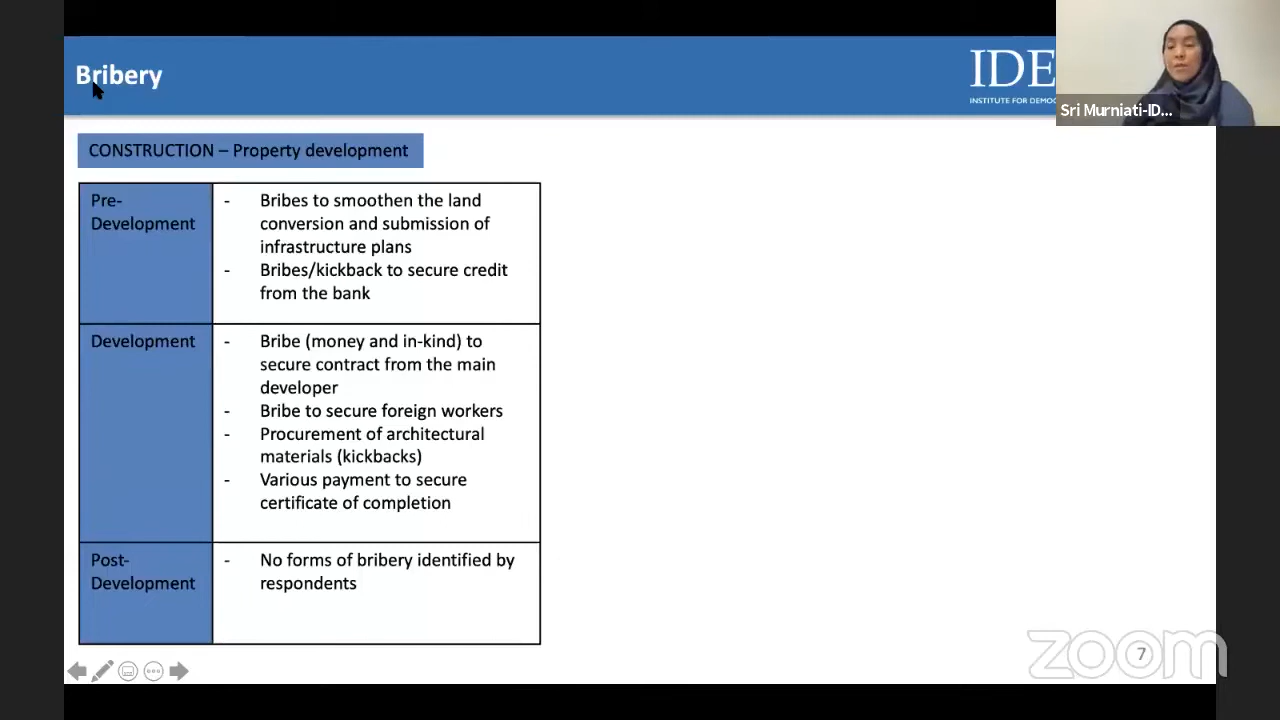 Bribery
IDE
INSTITUTE FOR DEMOC
Sri Murniati-ID...
CONSTRUCTION – Property development
Pre-
Development
- Bribes to smoothen the land
conversion and submission of
infrastructure plans
- Bribes/kickback to secure credit
from the bank
Development
- Bribe (money and in-kind) to
secure contract from the main
developer
- Bribe to secure foreign workers
- Procurement of architectural
materials (kickbacks)
- Various payment to secure
certificate of completion
Post-
Development
- No forms of bribery identified by
respondents
zoom
7